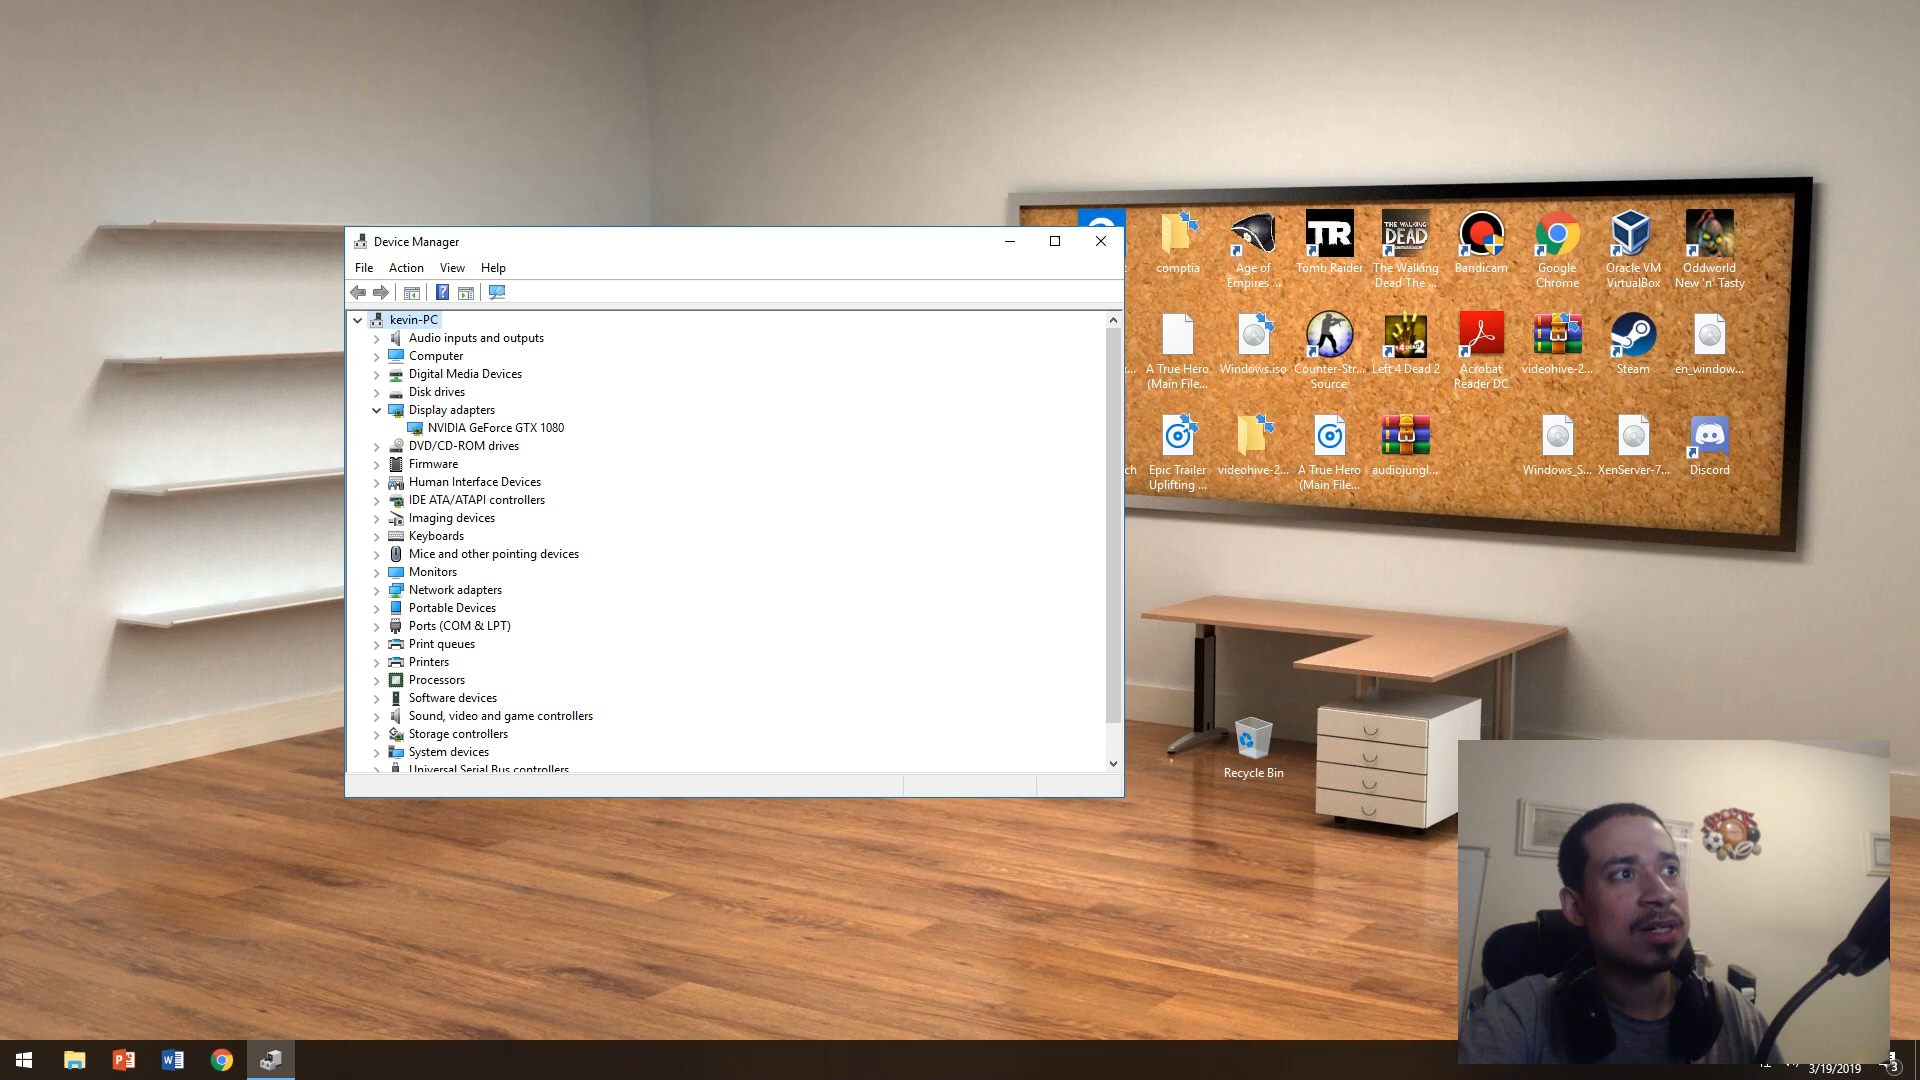 Device Manager
File Action View Help
kevin-PC
Audio inputs and outputs
Computer
Digital Media Devices
Disk drives
Display adapters
NVIDIA GeForce GTX 1080
DVD/CD-ROM drives
Firmware
Human Interface Devices
IDE ATA/ATAPI controllers
Imaging devices
Keyboards
Mice and other pointing devices
Monitors
Network adapters
Portable Devices
Ports (COM & LPT)
Print queues
Printers
Processors
Software devices
Sound, video and game controllers
Storage controllers
System devices
Universal Serial Bus controllers
TR
THE WALKING
DEAD
comptia
Age of
Empires ...
Tomb Raider
The Walking
Dead The ...
Bandicam
Google
Chrome
Oracle VM
VirtualBox
Oddworld
New 'n' Tasty
A True Hero
(Main File...
Windows.iso
Counter-Str...
Source
Left 4 Dead 2
Acrobat
Reader DC
videohive-2...
Steam
en_window...
Epic Trailer
Uplifting ...
videohive-2...
A True Hero
(Main File...
audiojungl...
Windows_S...
XenServer-7...
Discord
Recycle Bin
3/19/2019
3